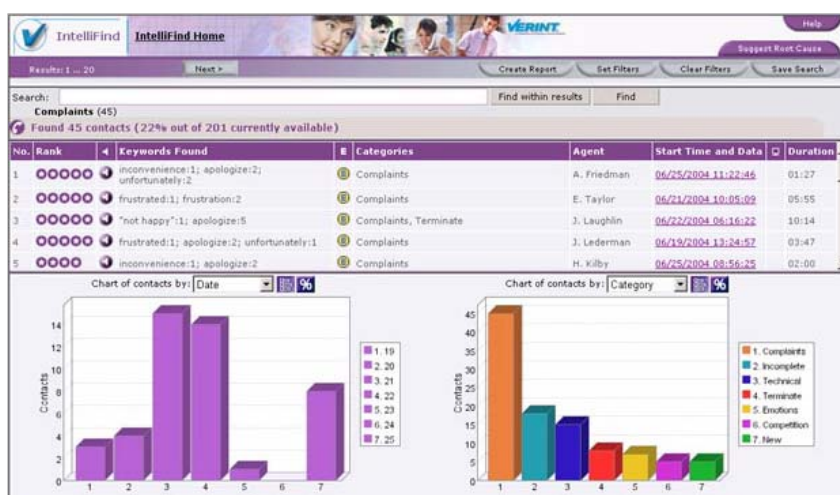 IntelliFind
IntelliFind Home
VERINT
Help
Suggest Root Cause
Results: 1 ... 20
Next >
Create Report
Set Filters
Clear Filters
Save Search
Search:
Find within results
Find
Complaints (45)
Found 45 contacts (22% out of 201 currently available)
No. Rank Keywords Found E Categories Agent Start Time and Data Duration
1 inconvenience:1; apologize:2; unfortunately:2 E Complaints A. Friedman 06/25/2004 11:22:46 01:27
2 frustrated:1; frustration:2 E Complaints E. Taylor 06/21/2004 10:05:09 05:55
3 "not happy":1; apologize:5 E Complaints, Terminate J. Laughlin 06/22/2004 06:16:22 10:14
4 frustrated:1; apologize:2; unfortunately:1 E Complaints J. Lederman 06/19/2004 13:24:57 03:47
5 inconvenience:1; apologize:2 E Complaints H. Kilby 06/25/2004 08:56:25 02:00
Chart of contacts by: Date %
Contacts
14
12
10
8
6
4
2
0
1 2 3 4 5 6 7
1. 19
2. 20
3. 21
4. 22
5. 23
6. 24
7. 25
Chart of contacts by: Category %
Contacts
45
40
35
30
25
20
15
10
5
0
1 2 3 4 5 6 7
1. Complaints
2. Incomplete
3. Technical
4. Terminate
5. Emotions
6. Competition
7. New